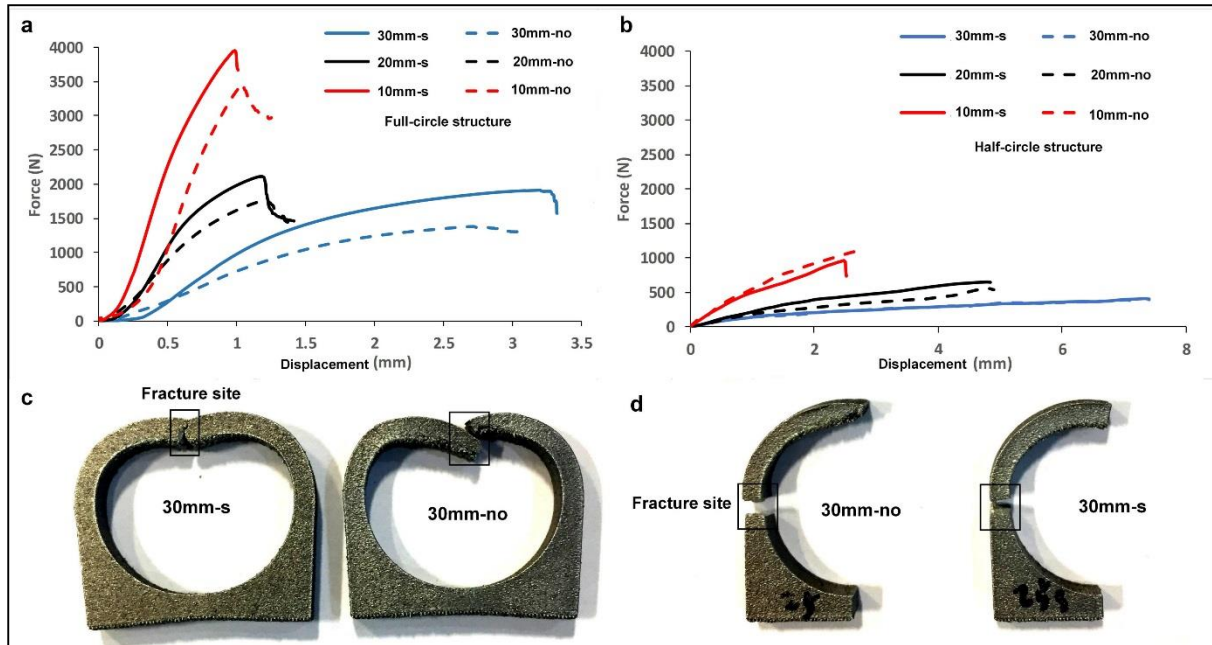 a
4000
3500
3000
2500
2000
1500
1000
500
0
Force (N)
0
0.5
1
1.5
2
2.5
3
3.5
Displacement (mm)
30mm-s
30mm-no
20mm-s
20mm-no
10mm-s
10mm-no
Full-circle structure
b
4000
3500
3000
2500
2000
1500
1000
500
0
Force (N)
0
2
4
6
8
Displacement (mm)
30mm-s
30mm-no
20mm-s
20mm-no
10mm-s
10mm-no
Half-circle structure
c
Fracture site
30mm-s
30mm-no
d
Fracture site
30mm-no
30mm-s